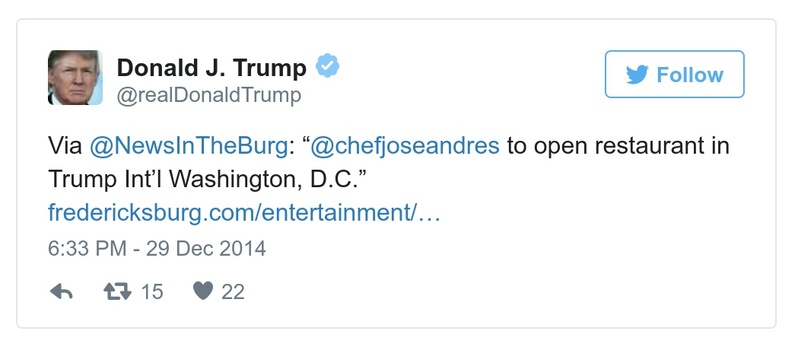 Donald J. Trump
@realDonaldTrump
Follow
Via @NewsInTheBurg: “@chefjoseandres to open restaurant in
Trump Int’l Washington, D.C.”
fredericksburg.com/entertainment/…
6:33 PM - 29 Dec 2014
15 22